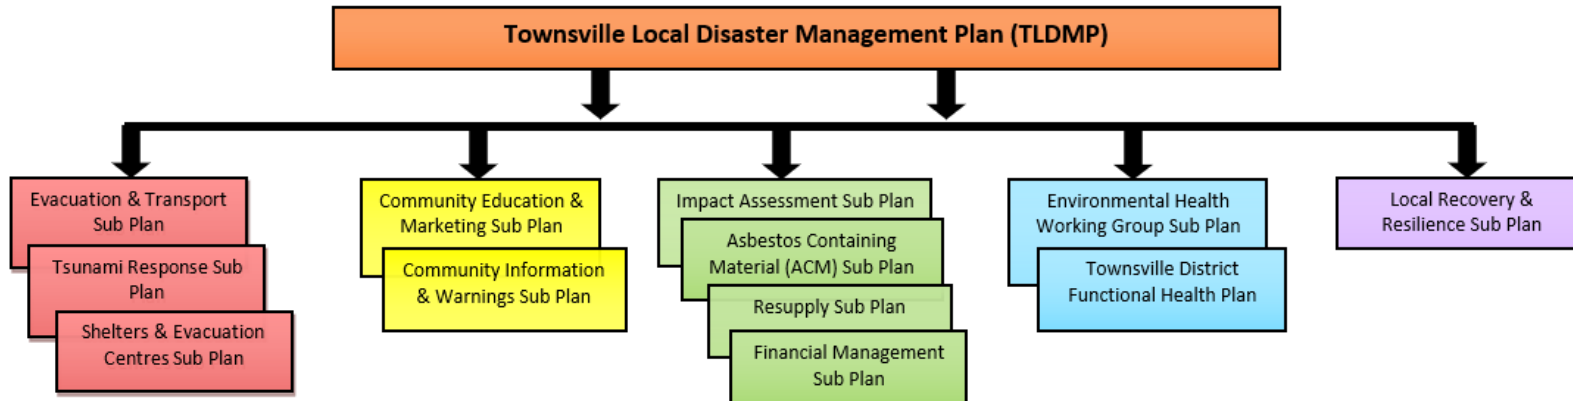 Townsville Local Disaster Management Plan (TLDMP)
Evacuation & Transport
Sub Plan
Tsunami Response Sub
Plan
Shelters & Evacuation
Centres Sub Plan
Community Education &
Marketing Sub Plan
Community Information
& Warnings Sub Plan
Impact Assessment Sub Plan
Asbestos Containing
Material (ACM) Sub Plan
Resupply Sub Plan
Financial Management
Sub Plan
Environmental Health
Working Group Sub Plan
Townsville District
Functional Health Plan
Local Recovery &
Resilience Sub Plan